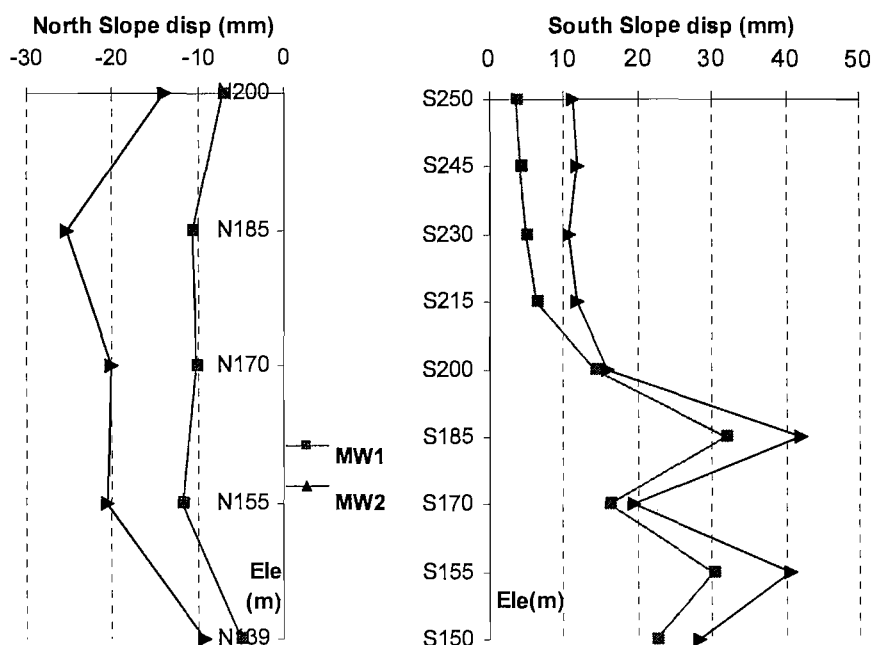 North Slope disp (mm)
-30 -20 -10 0
N200
N185
N170
N155
N139
Ele
(m)
MW1
MW2
South Slope disp (mm)
0 10 20 30 40 50
S250
S245
S230
S215
S200
S185
S170
S155
S150
Ele(m)